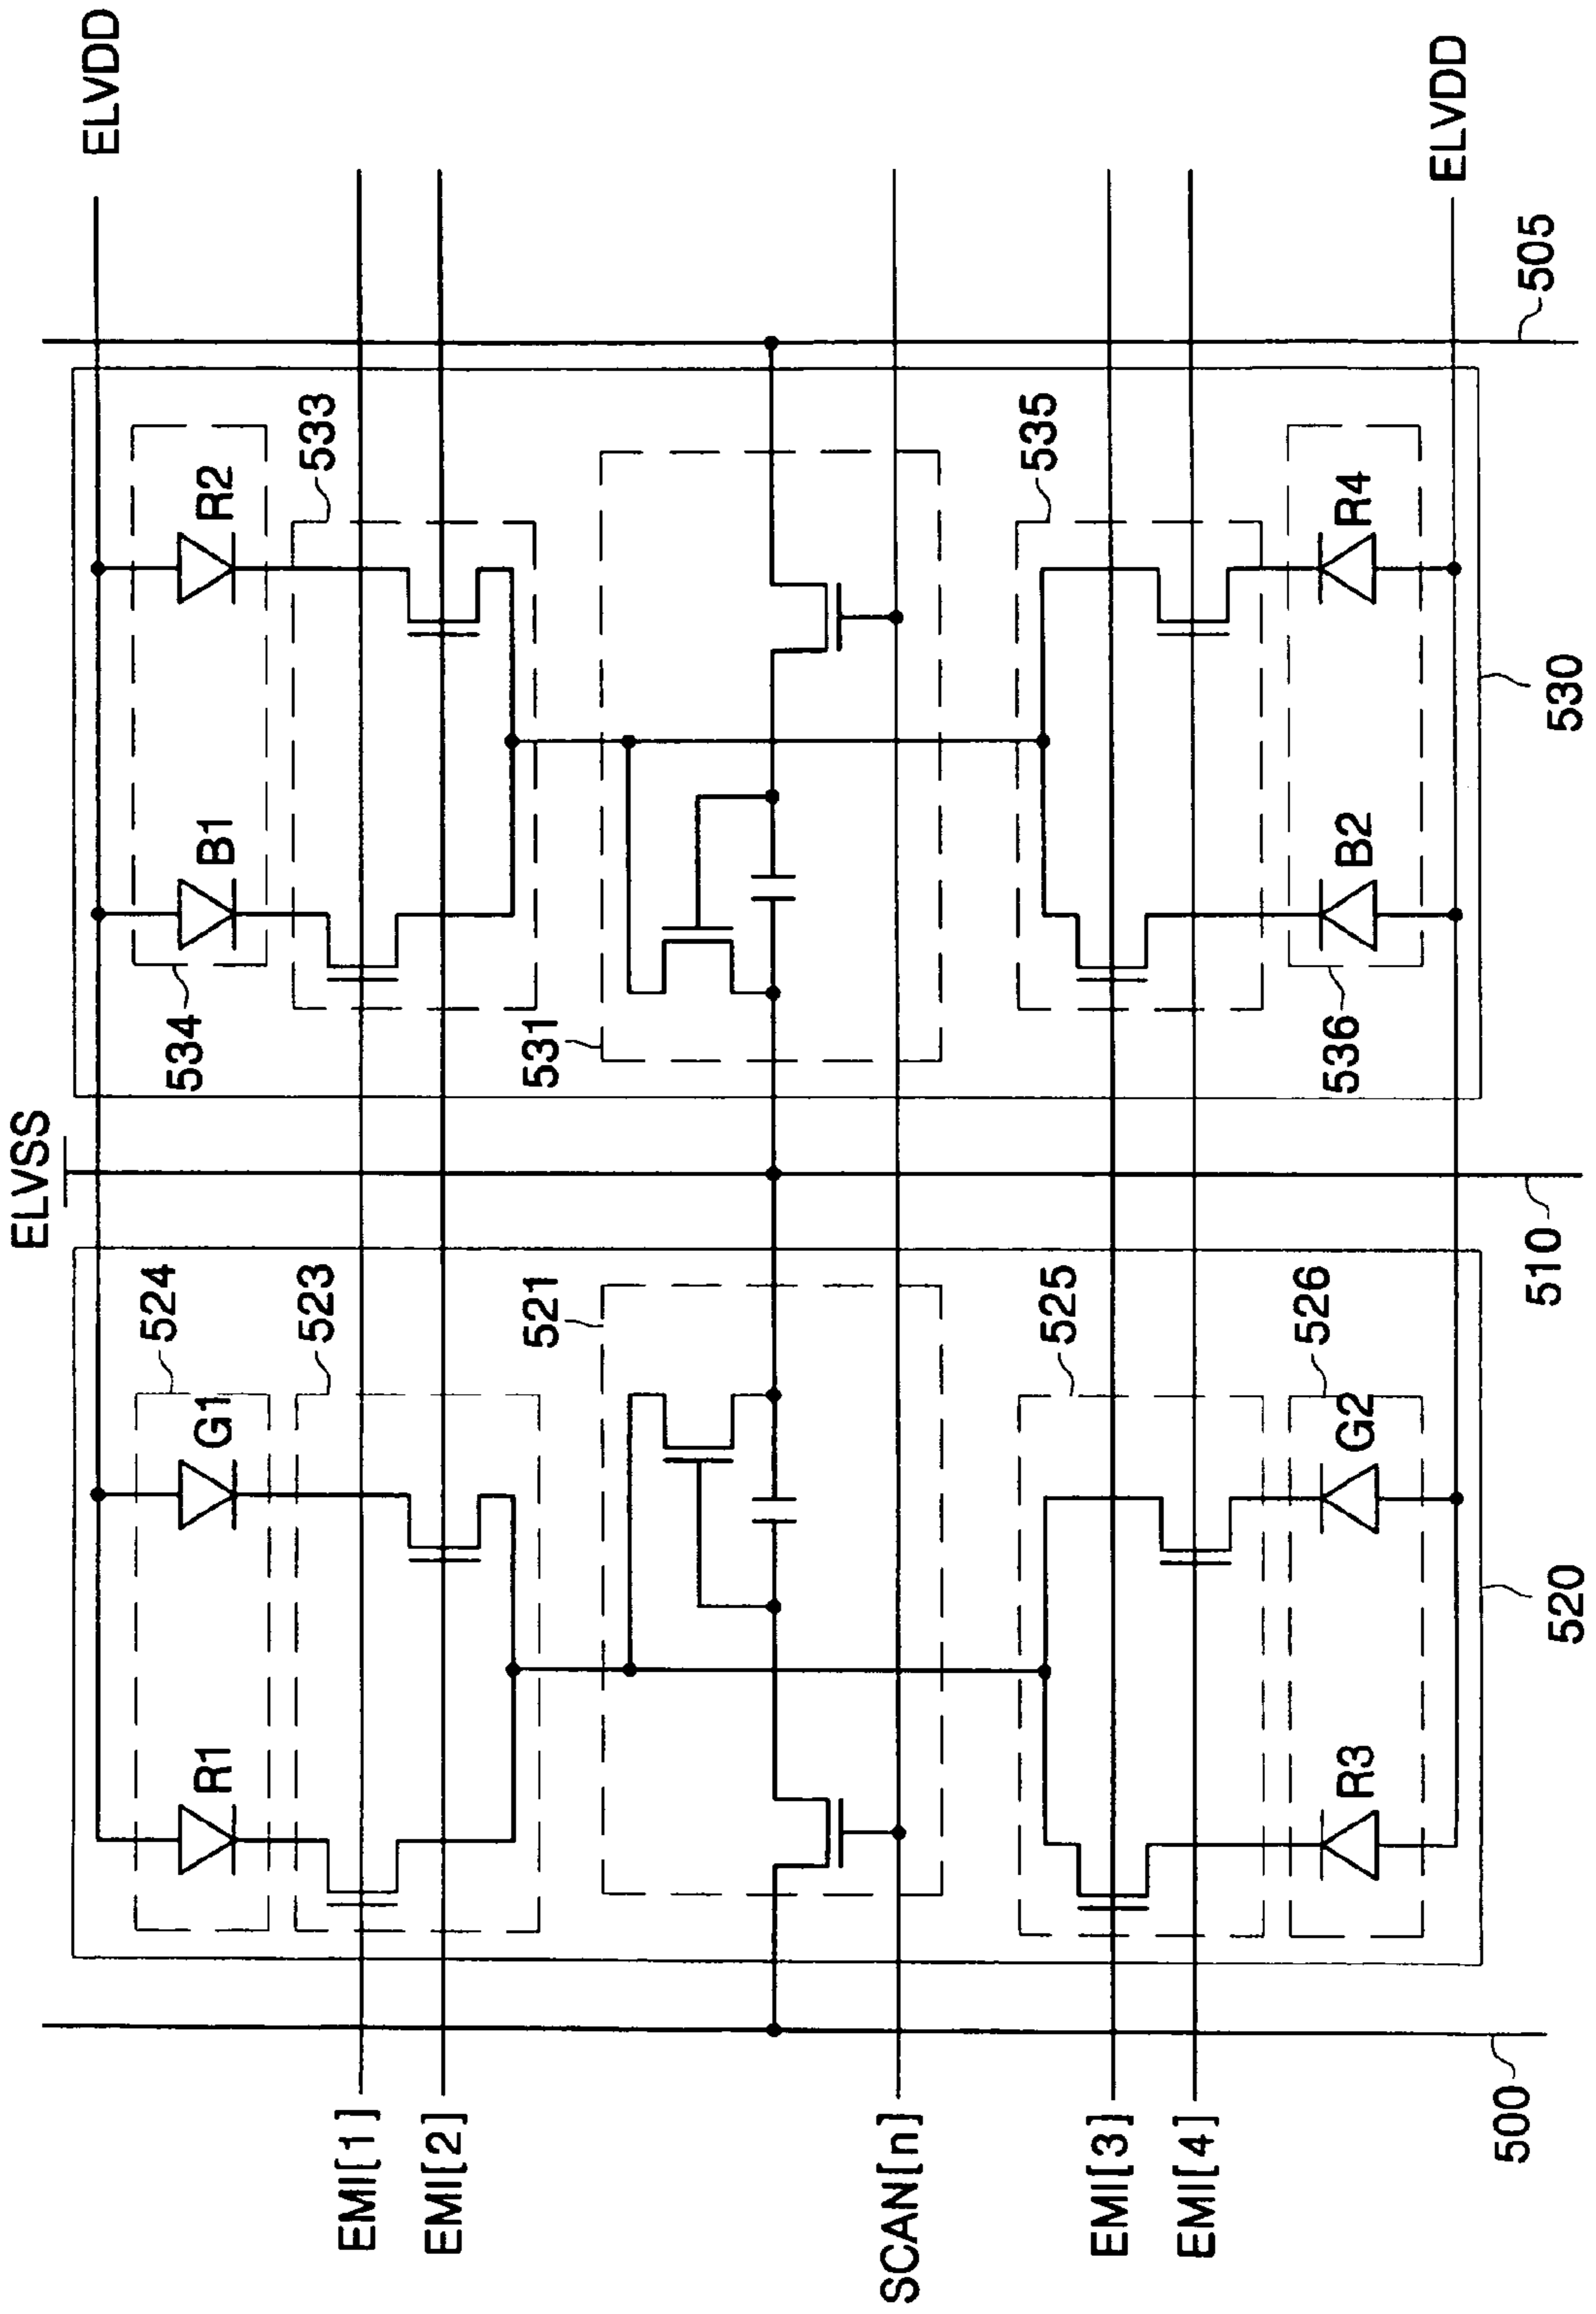 ELVSS
ELVDD
534
B1
R2
533
524
R1
G1
523
EMI[1]
EMI[2]
531
521
SCAN[n]
535
525
EMI[3]
EMI[4]
B2
R4
536
R3
G2
526
ELVDD
500
520
510
530
505